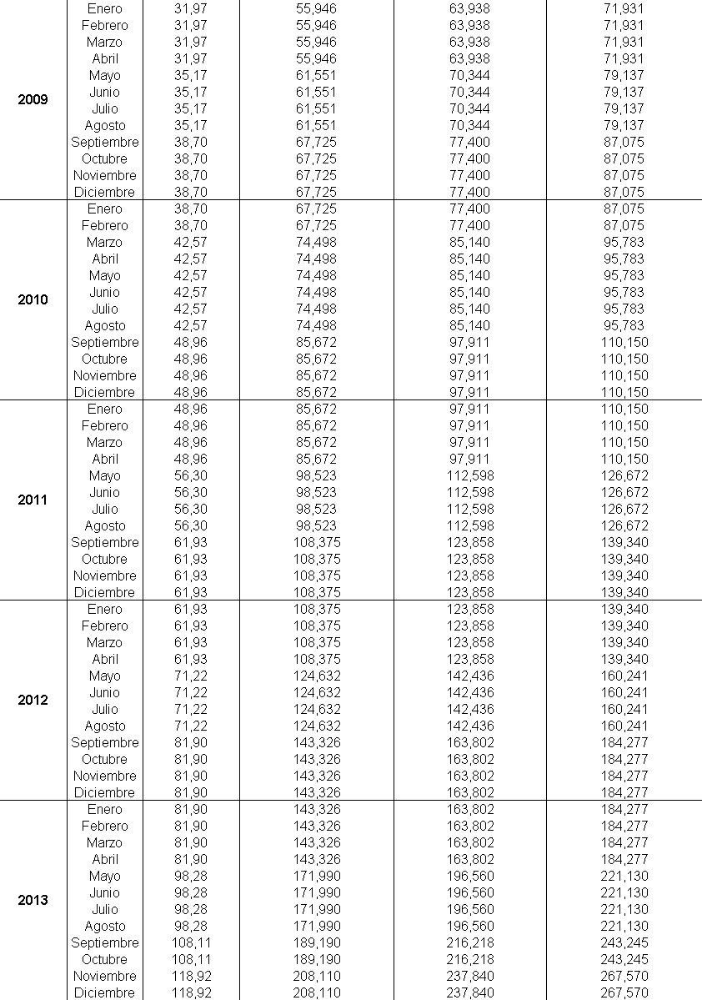 Enero 31,97 55,946 63,938 71,931
Febrero 31,97 55,946 63,938 71,931
Marzo 31,97 55,946 63,938 71,931
Abril 31,97 55,946 63,938 71,931
Mayo 35,17 61,551 70,344 79,137
2009 Junio 35,17 61,551 70,344 79,137
Julio 35,17 61,551 70,344 79,137
Agosto 35,17 61,551 70,344 79,137
Septiembre 38,70 67,725 77,400 87,075
Octubre 38,70 67,725 77,400 87,075
Noviembre 38,70 67,725 77,400 87,075
Diciembre 38,70 67,725 77,400 87,075
Enero 38,70 67,725 77,400 87,075
Febrero 38,70 67,725 77,400 87,075
Marzo 42,57 74,498 85,140 95,783
Abril 42,57 74,498 85,140 95,783
Mayo 42,57 74,498 85,140 95,783
2010 Junio 42,57 74,498 85,140 95,783
Julio 42,57 74,498 85,140 95,783
Agosto 42,57 74,498 85,140 95,783
Septiembre 48,96 85,672 97,911 110,150
Octubre 48,96 85,672 97,911 110,150
Noviembre 48,96 85,672 97,911 110,150
Diciembre 48,96 85,672 97,911 110,150
Enero 48,96 85,672 97,911 110,150
Febrero 48,96 85,672 97,911 110,150
Marzo 48,96 85,672 97,911 110,150
Abril 48,96 85,672 97,911 110,150
Mayo 56,30 98,523 112,598 126,672
2011 Junio 56,30 98,523 112,598 126,672
Julio 56,30 98,523 112,598 126,672
Agosto 56,30 98,523 112,598 126,672
Septiembre 61,93 108,375 123,858 139,340
Octubre 61,93 108,375 123,858 139,340
Noviembre 61,93 108,375 123,858 139,340
Diciembre 61,93 108,375 123,858 139,340
Enero 61,93 108,375 123,858 139,340
Febrero 61,93 108,375 123,858 139,340
Marzo 61,93 108,375 123,858 139,340
Abril 61,93 108,375 123,858 139,340
Mayo 71,22 124,632 142,436 160,241
2012 Junio 71,22 124,632 142,436 160,241
Julio 71,22 124,632 142,436 160,241
Agosto 71,22 124,632 142,436 160,241
Septiembre 81,90 143,326 163,802 184,277
Octubre 81,90 143,326 163,802 184,277
Noviembre 81,90 143,326 163,802 184,277
Diciembre 81,90 143,326 163,802 184,277
Enero 81,90 143,326 163,802 184,277
Febrero 81,90 143,326 163,802 184,277
Marzo 81,90 143,326 163,802 184,277
Abril 81,90 143,326 163,802 184,277
Mayo 98,28 171,990 196,560 221,130
2013 Junio 98,28 171,990 196,560 221,130
Julio 98,28 171,990 196,560 221,130
Agosto 98,28 171,990 196,560 221,130
Septiembre 108,11 189,190 216,218 243,245
Octubre 108,11 189,190 216,218 243,245
Noviembre 118,92 208,110 237,840 267,570
Diciembre 118,92 208,110 237,840 267,570